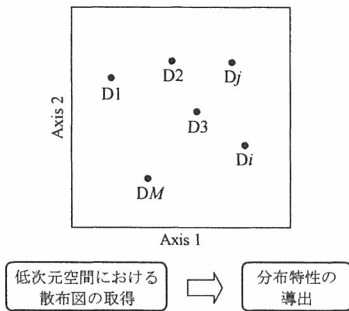 D2
Dj
D1
D3
Di
DM
Axis 2
Axis 1
低次元空間における
散布図の取得
分布特性の
導出